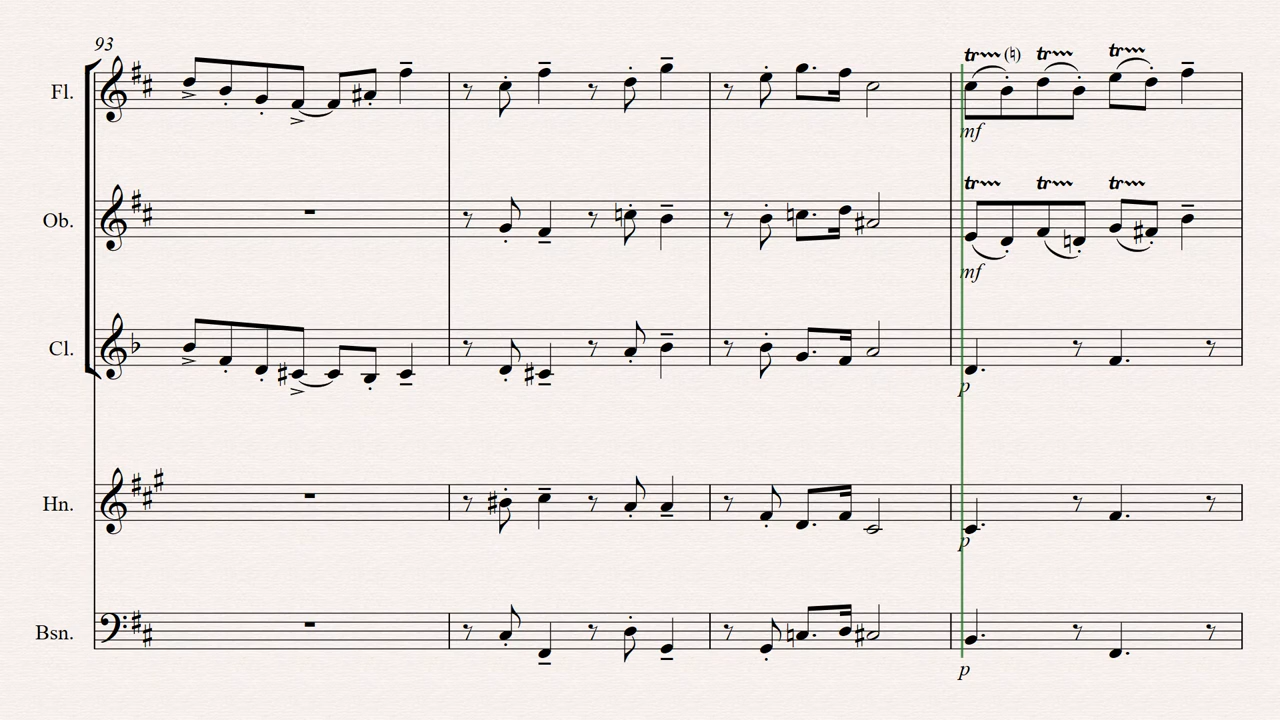 93
Fl.
tr (♮) tr tr
mf
Ob.
tr tr tr
mf
Cl.
p
Hn.
p
Bsn.
p